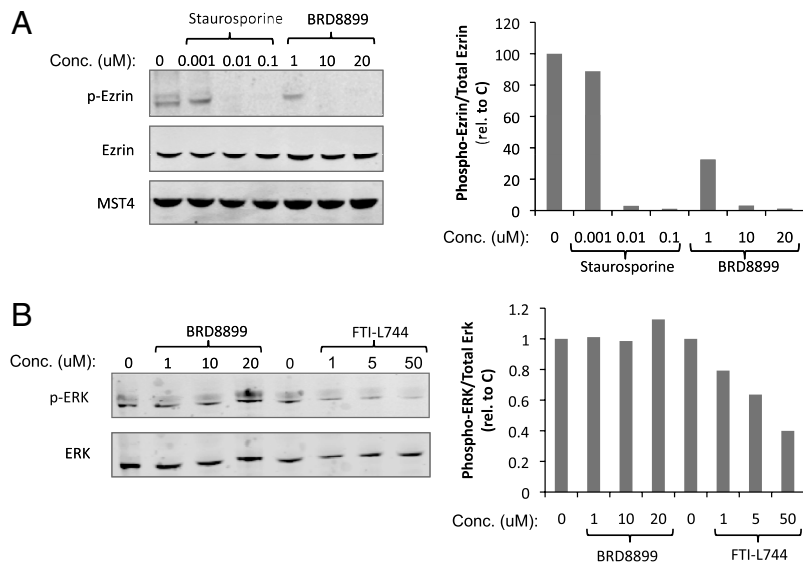 A
Staurosporine BRD8899
Conc. (uM): 0 0.001 0.01 0.1 1 10 20
p-Ezrin
Ezrin
MST4
Phospho-Ezrin/Total Ezrin
(rel. to C)
120
100
80
60
40
20
0
Conc. (uM): 0 0.001 0.01 0.1 1 10 20
Staurosporine BRD8899
B
BRD8899 FTI-L744
Conc. (uM): 0 1 10 20 0 1 5 50
p-ERK
ERK
Phospho-ERK/Total Erk
(rel. to C)
1.2
1
0.8
0.6
0.4
0.2
0
Conc. (uM): 0 1 10 20 0 1 5 50
BRD8899 FTI-L744